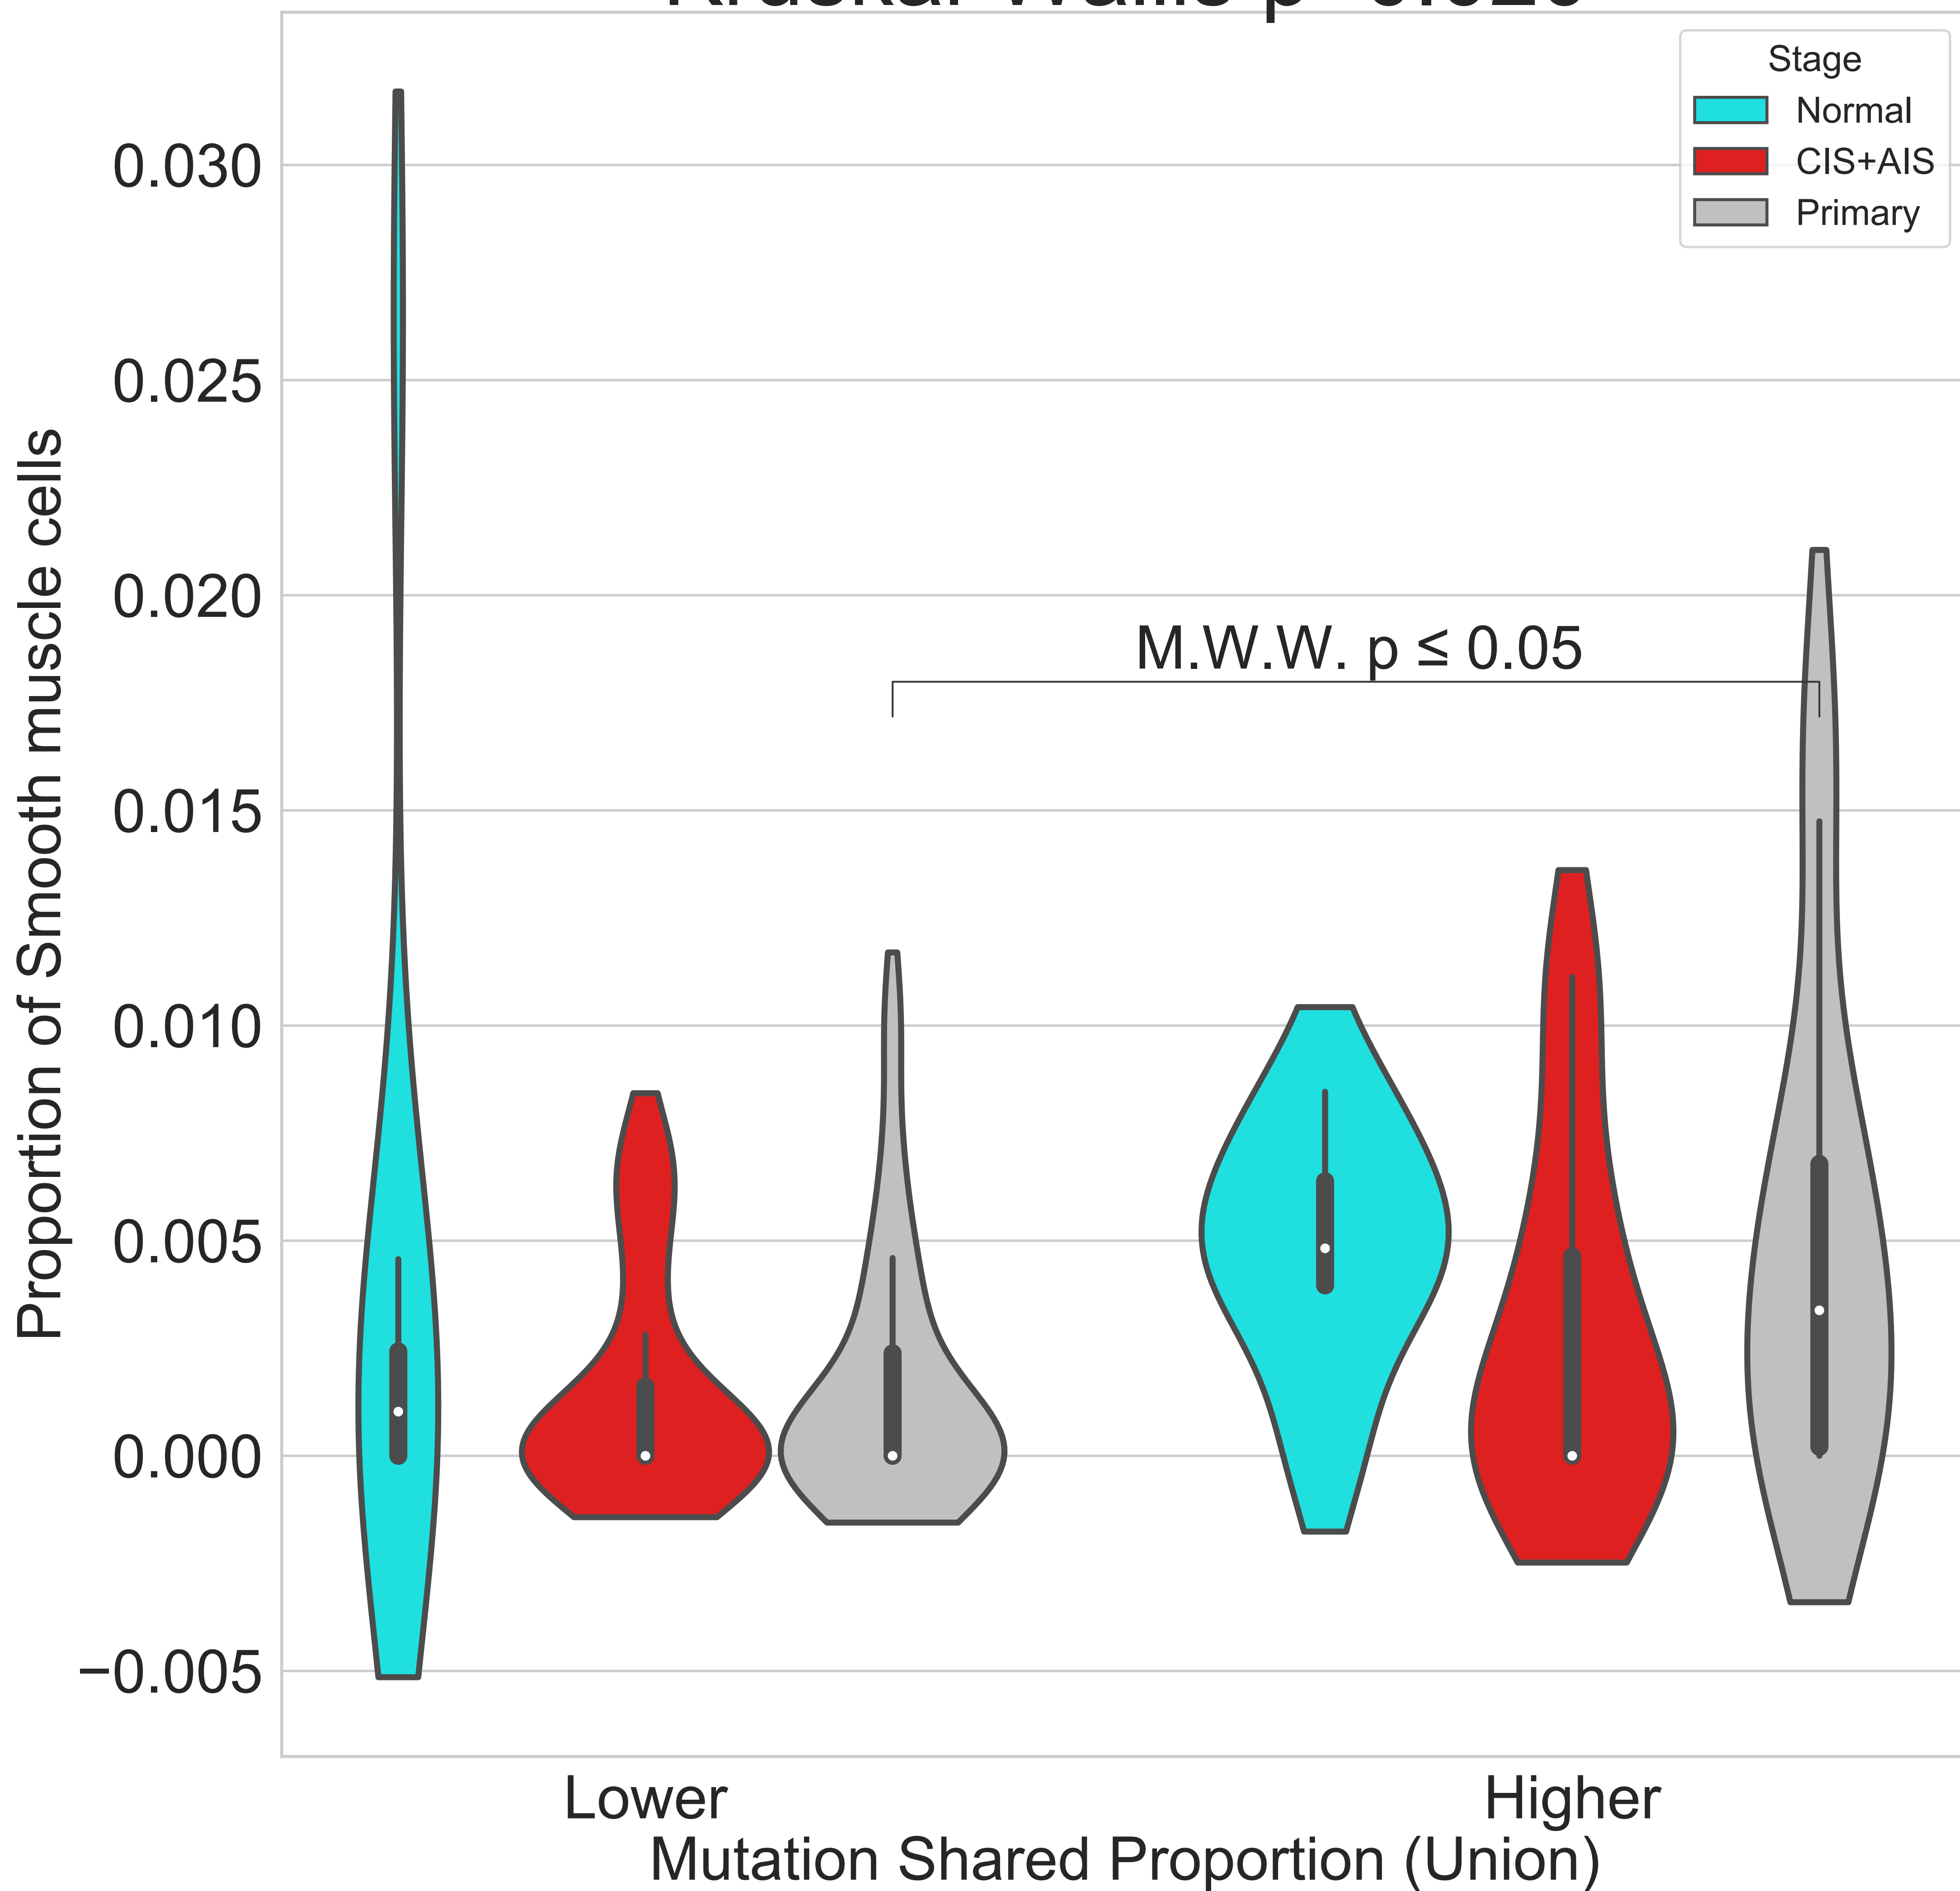 Stage
Normal
CIS+AIS
Primary
0.030
0.025
0.020
0.015
0.010
0.005
0.000
−0.005
Proportion of Smooth muscle cells
M.W.W. p ≤ 0.05
Lower
Higher
Mutation Shared Proportion (Union)